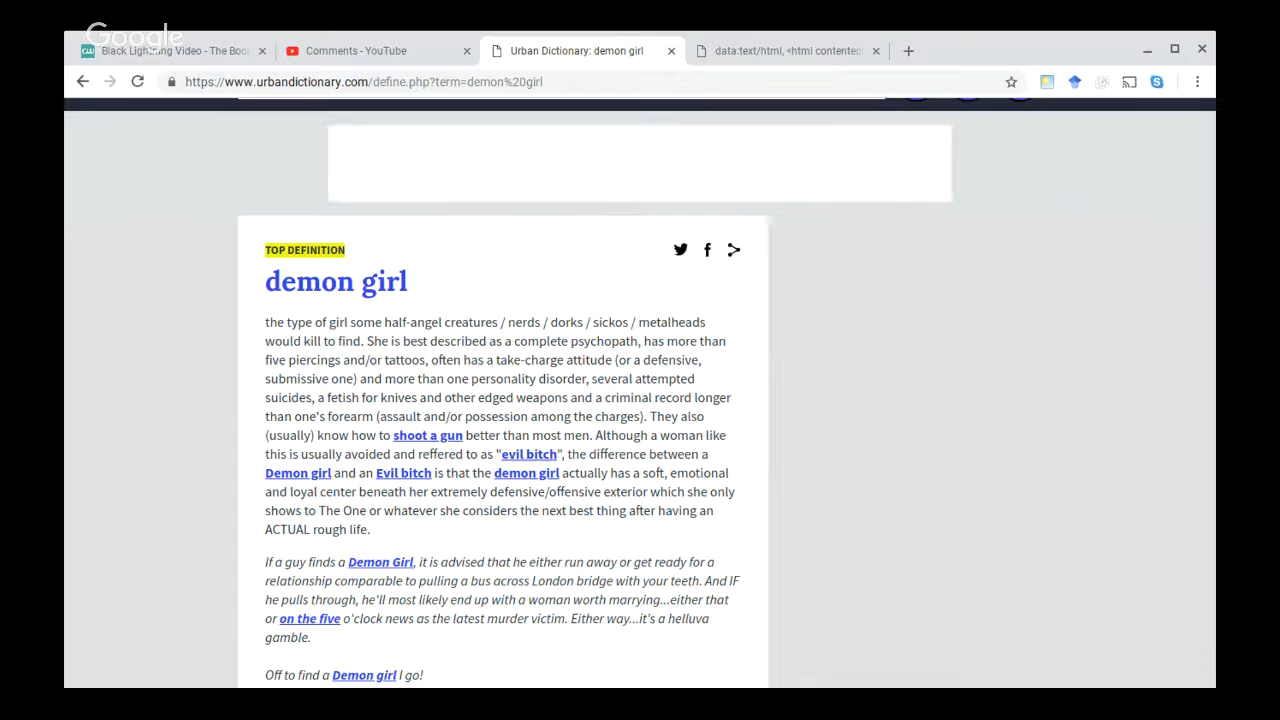 Google
Black Lightning Video - The Boo
Comments - YouTube
Urban Dictionary: demon girl
data:text/html, <html contented
https://www.urbandictionary.com/define.php?term=demon%20girl
TOP DEFINITION
demon girl
the type of girl some half-angel creatures / nerds / dorks / sickos / metalheads
would kill to find. She is best described as a complete psychopath, has more than
five piercings and/or tattoos, often has a take-charge attitude (or a defensive,
submissive one) and more than one personality disorder, several attempted
suicides, a fetish for knives and other edged weapons and a criminal record longer
than one's forearm (assault and/or possession among the charges). They also
(usually) know how to shoot a gun better than most men. Although a woman like
this is usually avoided and reffered to as "evil bitch", the difference between a
Demon girl and an Evil bitch is that the demon girl actually has a soft, emotional
and loyal center beneath her extremely defensive/offensive exterior which she only
shows to The One or whatever she considers the next best thing after having an
ACTUAL rough life.
If a guy finds a Demon Girl, it is advised that he either run away or get ready for a
relationship comparable to pulling a bus across London bridge with your teeth. And IF
he pulls through, he'll most likely end up with a woman worth marrying...either that
or on the five o'clock news as the latest murder victim. Either way...it's a helluva
gamble.
Off to find a Demon girl I go!